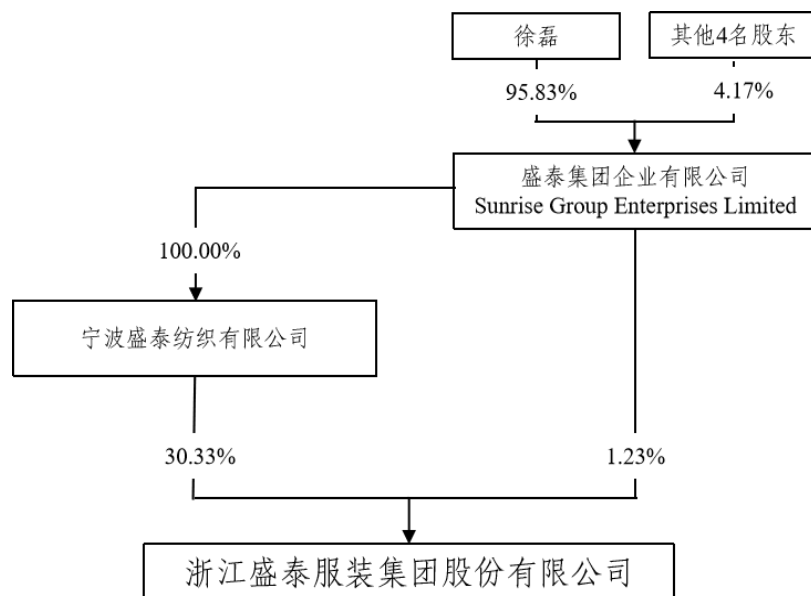 徐磊
其他4名股东
95.83%
4.17%
盛泰集团企业有限公司
Sunrise Group Enterprises Limited
100.00%
宁波盛泰纺织有限公司
30.33%
1.23%
浙江盛泰服装集团股份有限公司